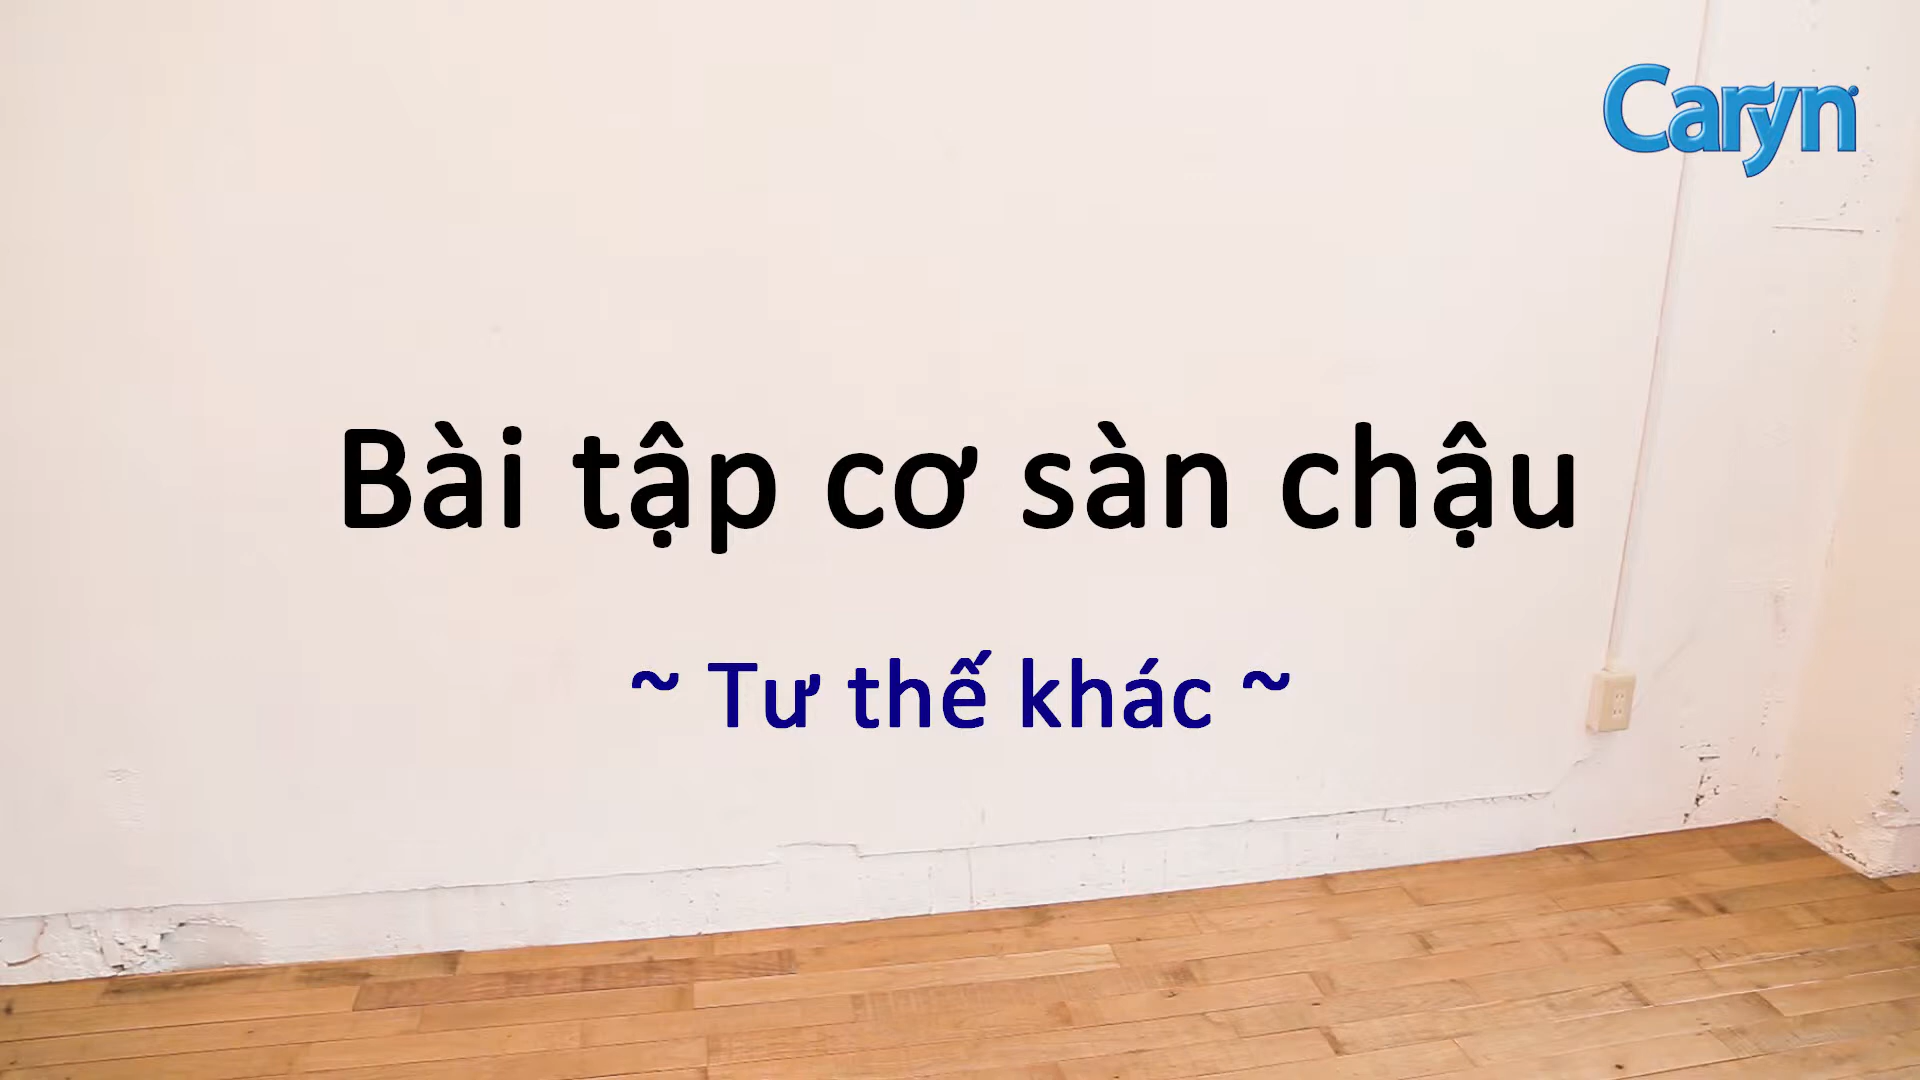 Caryn
Bài tập cơ sàn chậu
~ Tư thế khác ~